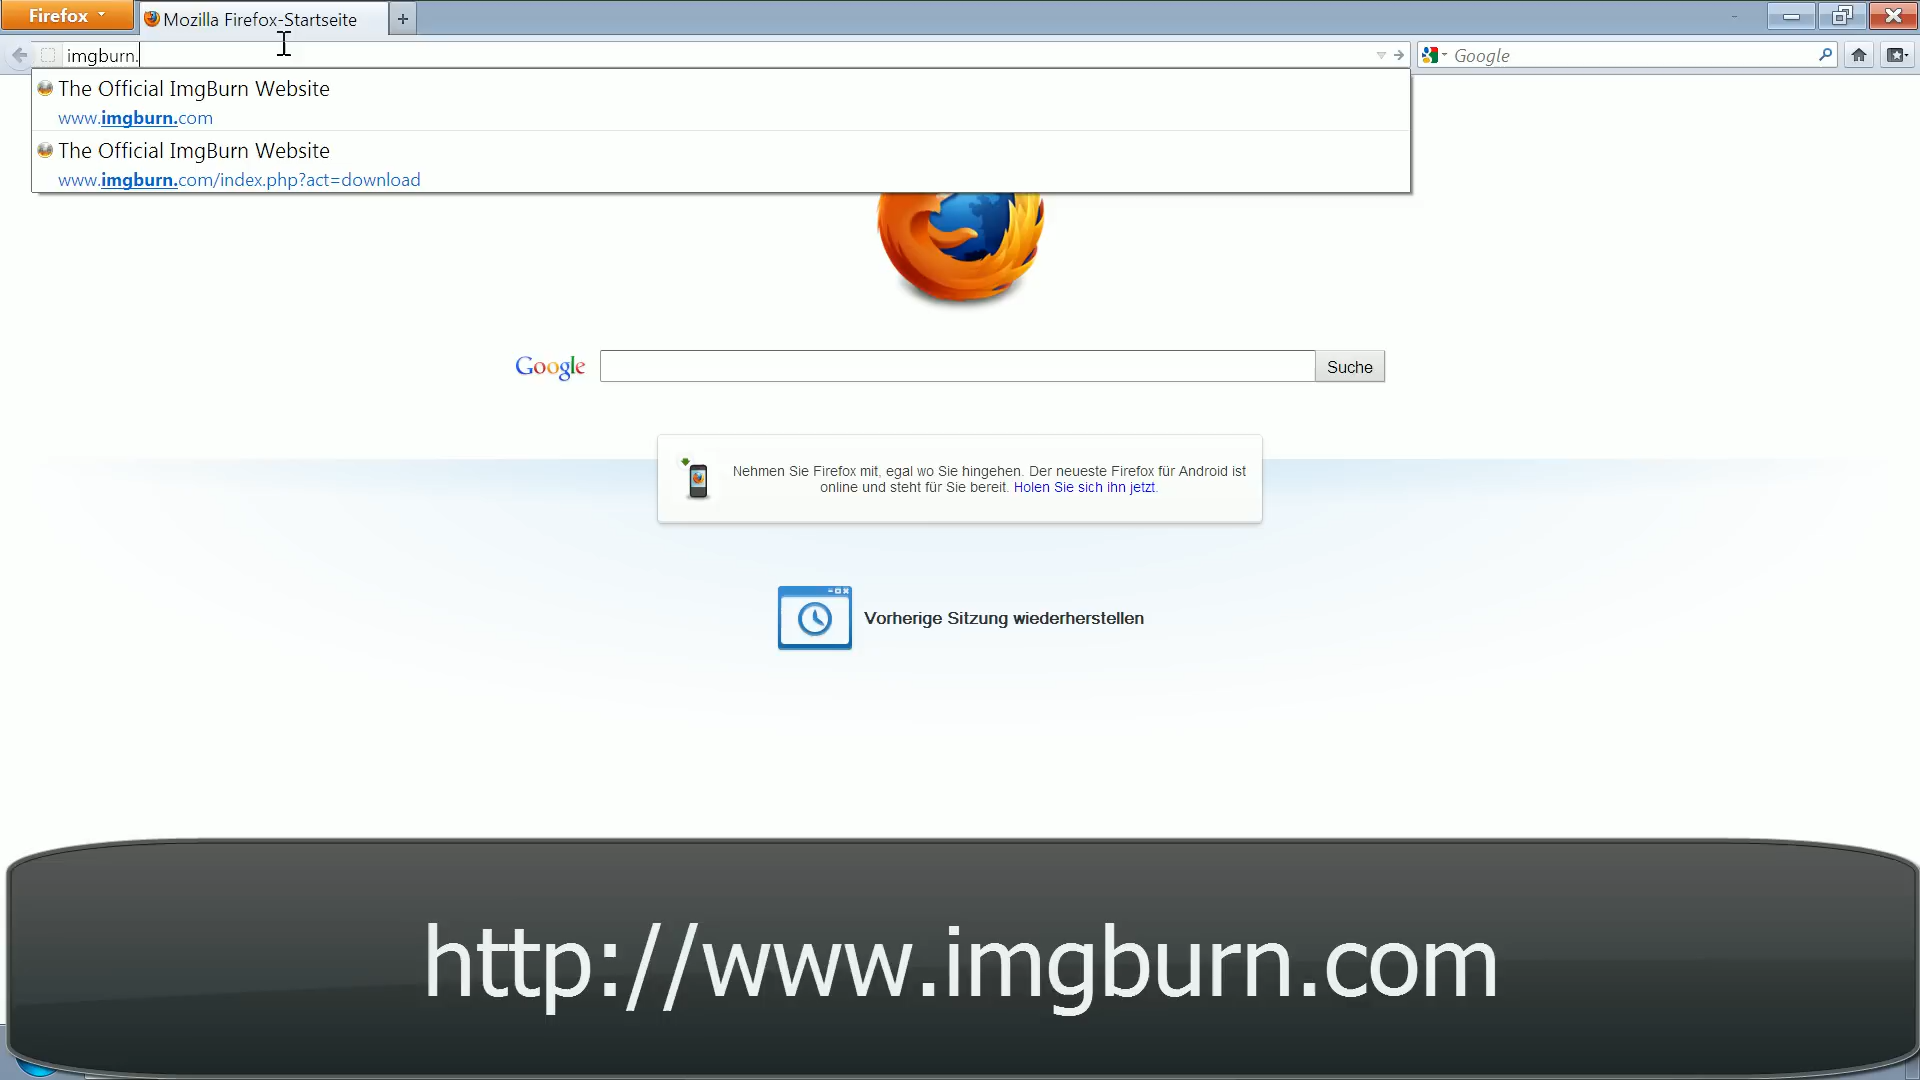 Firefox
Mozilla Firefox-Startseite
imgburn.
Google
The Official ImgBurn Website
www.imgburn.com
The Official ImgBurn Website
www.imgburn.com/index.php?act=download
Google
Suche
Nehmen Sie Firefox mit, egal wo Sie hingehen. Der neueste Firefox für Android ist
online und steht für Sie bereit. Holen Sie sich ihn jetzt.
Vorherige Sitzung wiederherstellen
http://www.imgburn.com